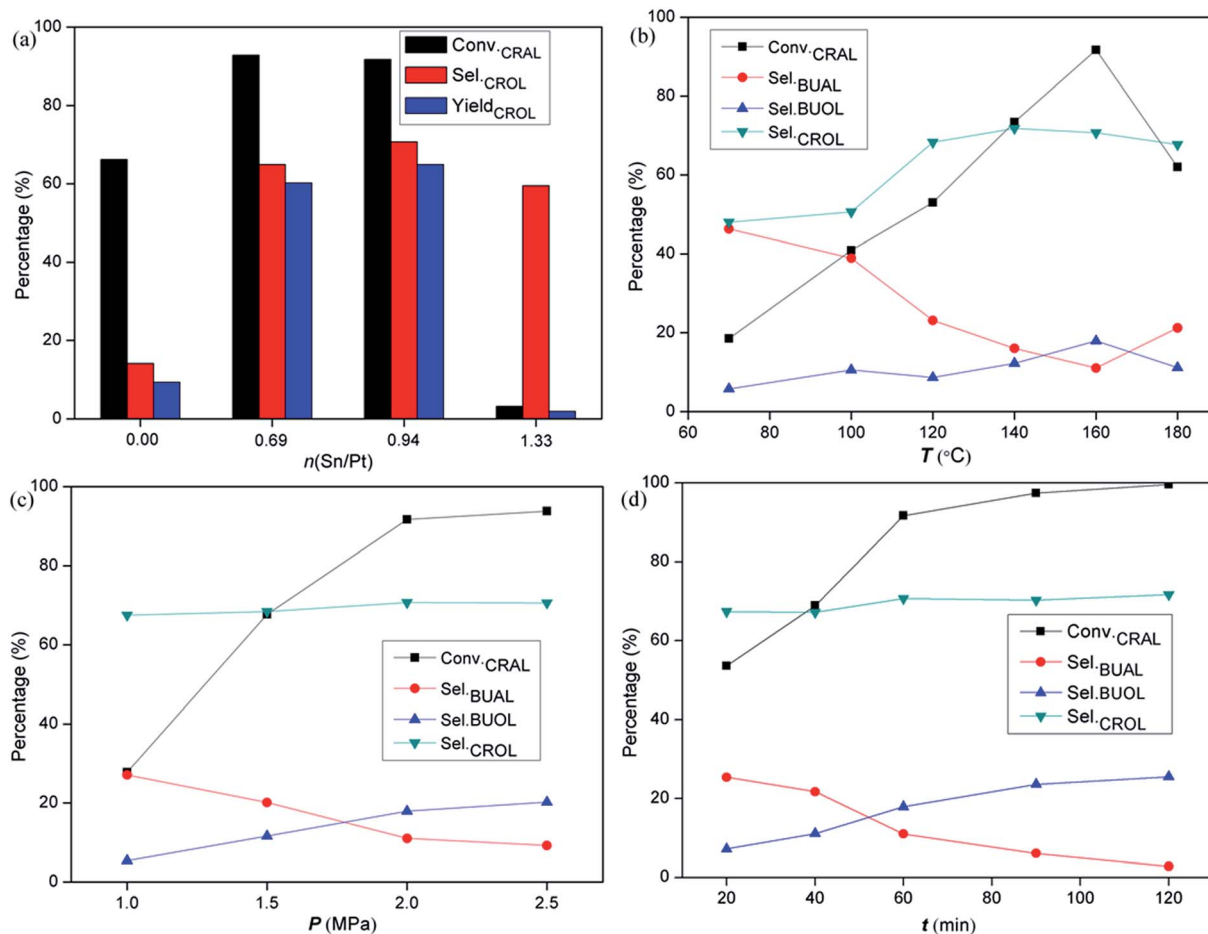 (a)
100
80
60
40
20
0
Percentage (%)
Conv.CRAL
Sel.CROL
YieldCROL
0.00 0.69 0.94 1.33
n(Sn/Pt)
(b)
100
80
60
40
20
0
Percentage (%)
Conv.CRAL
Sel.BUAL
Sel.BUOL
Sel.CROL
60 80 100 120 140 160 180
T (°C)
(c)
100
80
60
40
20
0
Percentage (%)
Conv.CRAL
Sel.BUAL
Sel.BUOL
Sel.CROL
1.0 1.5 2.0 2.5
P (MPa)
(d)
100
80
60
40
20
0
Percentage (%)
Conv.CRAL
Sel.BUAL
Sel.BUOL
Sel.CROL
20 40 60 80 100 120
t (min)